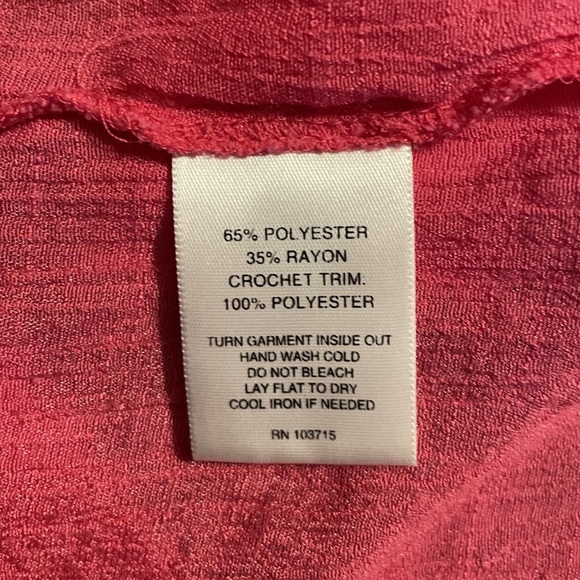 65% POLYESTER
35% RAYON
CROCHET TRIM.
100% POLYESTER
TURN GARMENT INSIDE OUT
HAND WASH COLD
DO NOT BLEACH
LAY FLAT TO DRY
COOL IRON IF NEEDED
RN 103715